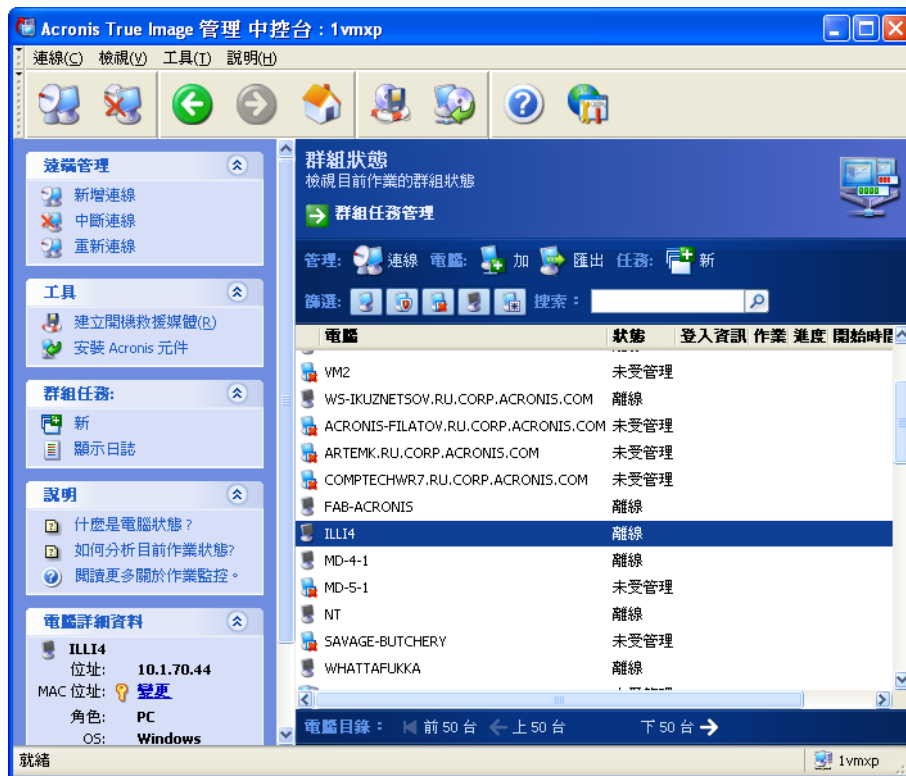 Acronis True Image 管理 中控台 : 1vmxp
連線(C) 檢視(V) 工具(T) 說明(H)
遠端管理
新增連線
中斷連線
重新連線
工具
建立開機救援媒體(R)
安裝 Acronis 元件
群組任務:
新
顯示日誌
說明
什麼是電腦狀態？
如何分析目前作業狀態?
閱讀更多關於作業監控。
電腦詳細資料
ILLI4
位址: 10.1.70.44
MAC 位址: 變更
角色: PC
OS: Windows
群組狀態
檢視目前作業的群組狀態
群組任務管理
管理: 連線 電腦: 加 匯出 任務: 新
篩選: 搜索：
電腦 狀態 登入資訊 作業 進度 開始時間
VM2 未受管理
WS-IKUZNETSOV.RU.CORP.ACRONIS.COM 離線
ACRONIS-FILATOV.RU.CORP.ACRONIS.COM 未受管理
ARTEMK.RU.CORP.ACRONIS.COM 未受管理
COMPTECHWR7.RU.CORP.ACRONIS.COM 未受管理
FAB-ACRONIS 離線
ILLI4 離線
MD-4-1 離線
MD-5-1 未受管理
NT 離線
SAVAGE-BUTCHERY 未受管理
WHATTAFUKKA 離線
電腦目錄： 前 50 台 上 50 台 下 50 台
就緒 1vmxp